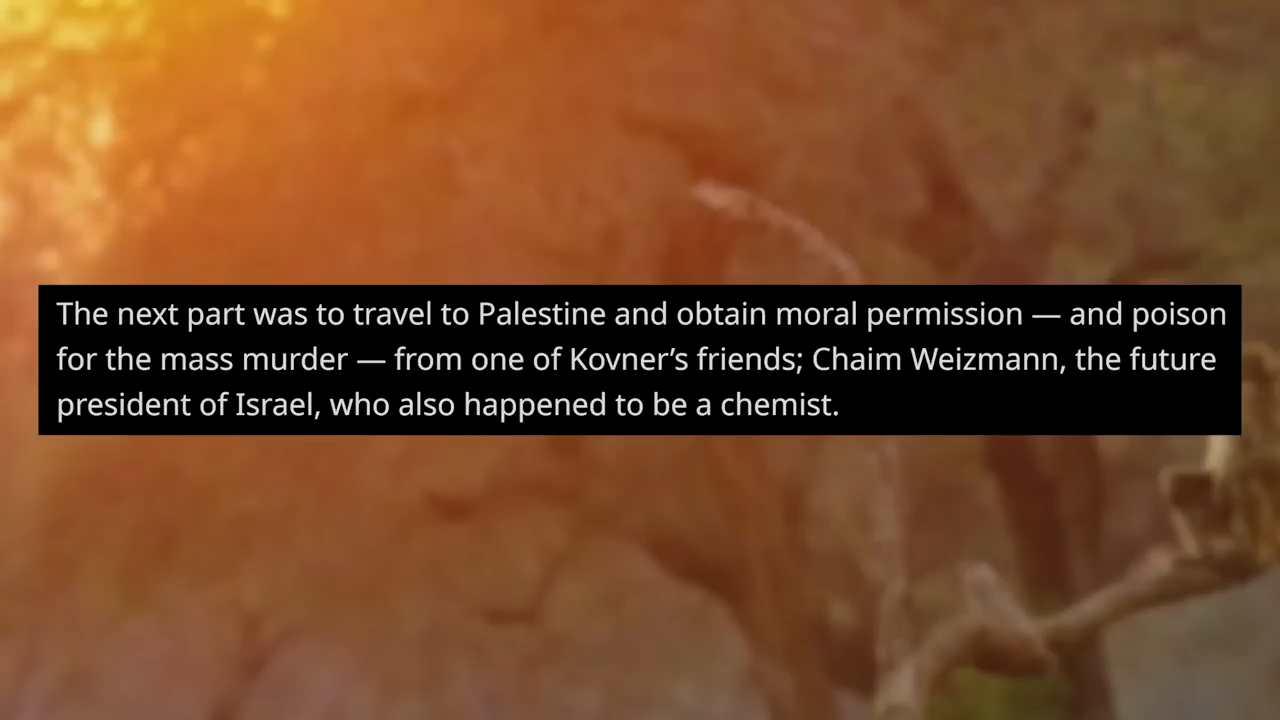 The next part was to travel to Palestine and obtain moral permission — and poison
for the mass murder — from one of Kovner’s friends; Chaim Weizmann, the future
president of Israel, who also happened to be a chemist.